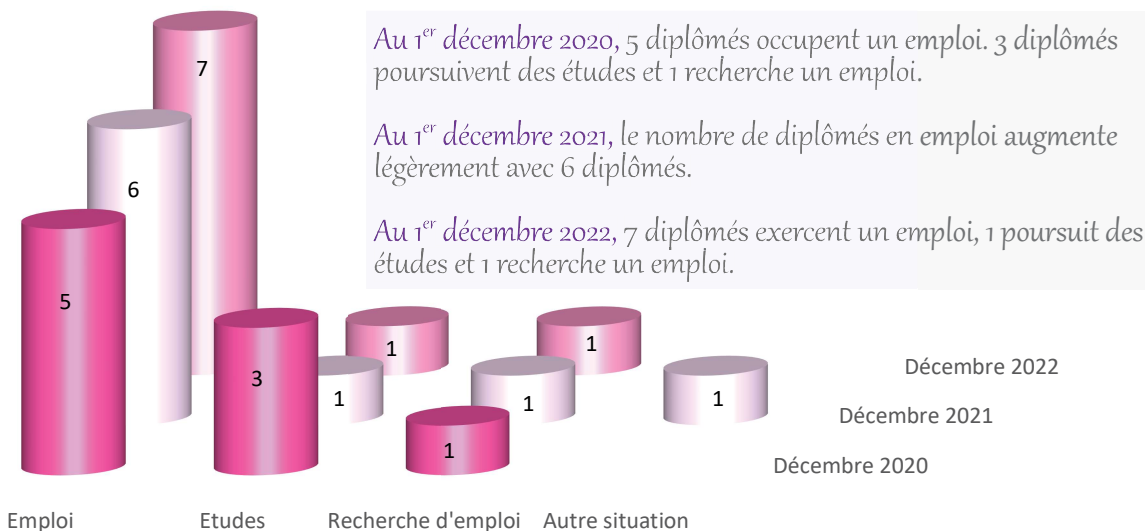 Au 1er décembre 2020, 5 diplômés occupent un emploi. 3 diplômés
poursuivent des études et 1 recherche un emploi.
Au 1er décembre 2021, le nombre de diplômés en emploi augmente
légèrement avec 6 diplômés.
Au 1er décembre 2022, 7 diplômés exercent un emploi, 1 poursuit des
études et 1 recherche un emploi.
7
6
5
1
1
3
1
1
1
1
Décembre 2022
Décembre 2021
Décembre 2020
Emploi
Etudes
Recherche d'emploi
Autre situation